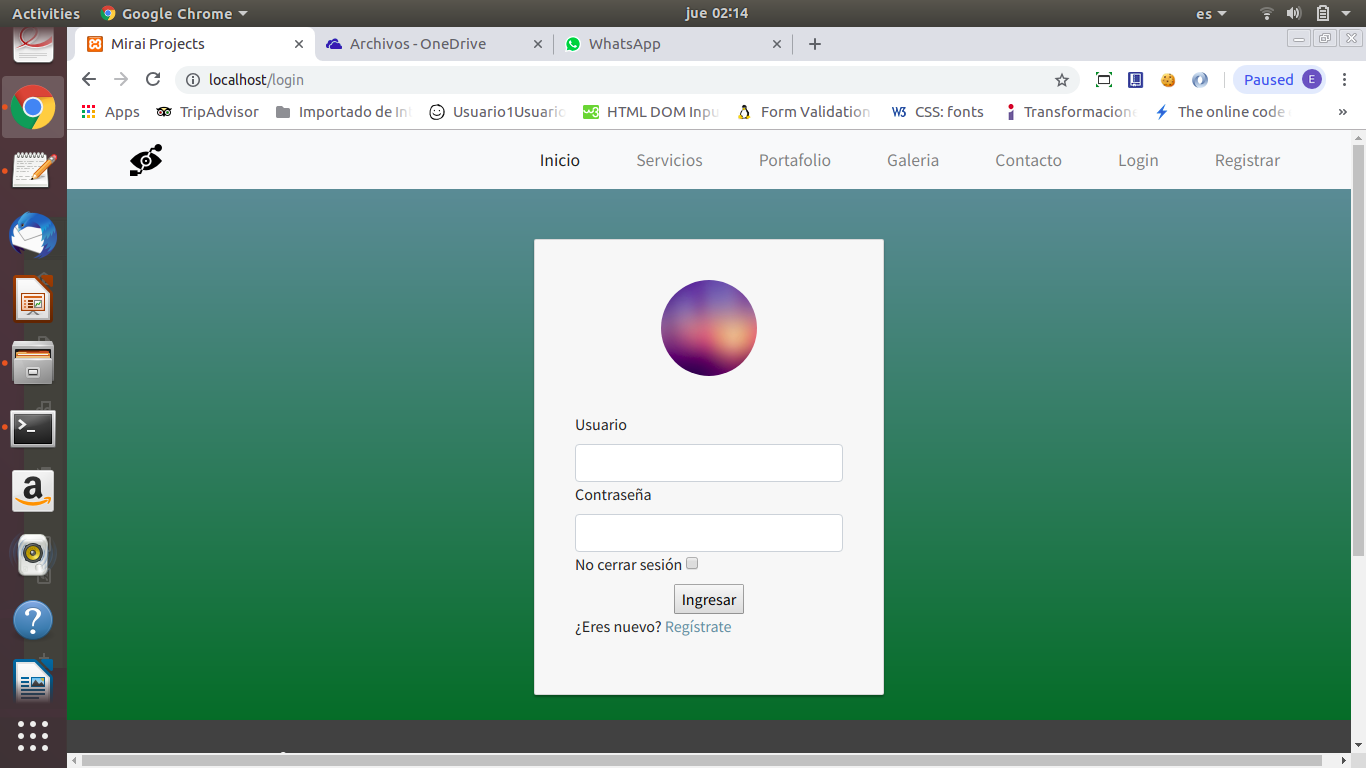 Activities Google Chrome jue 02:14 es
Mirai Projects Archivos - OneDrive WhatsApp
localhost/login Paused E
Apps TripAdvisor Importado de In Usuario1Usuario HTML DOM Inpu Form Validation W3 CSS: fonts Transformacione The online code »
Inicio Servicios Portafolio Galeria Contacto Login Registrar
Usuario
Contraseña
No cerrar sesión
Ingresar
¿Eres nuevo? Regístrate